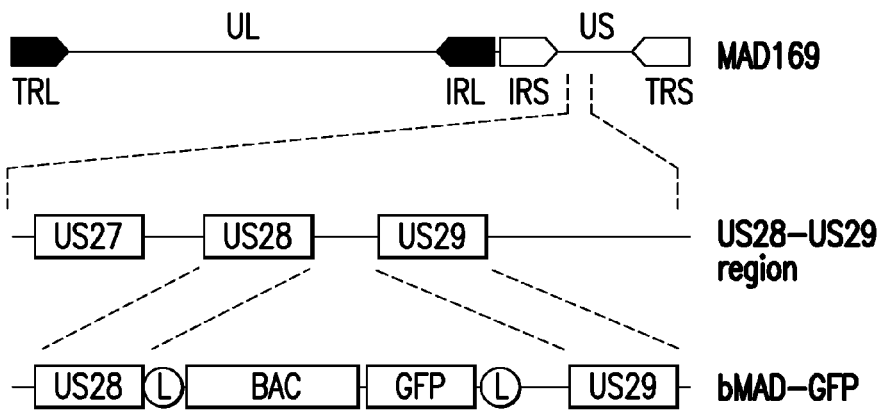 UL US
MAD169
TRL IRL IRS TRS
US27 US28 US29
US28-US29
region
US28 L BAC GFP L US29
bMAD-GFP